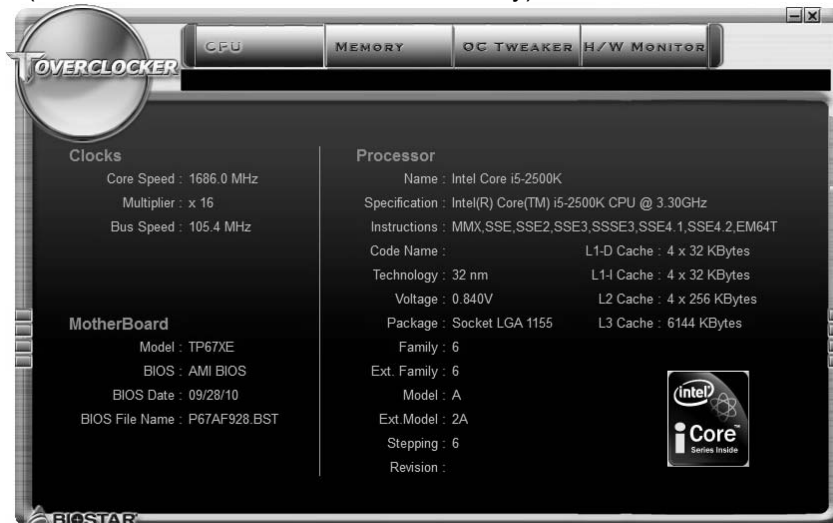 CPU MEMORY OC TWEAKER H/W MONITOR
TOVERCLOCKER
Clocks
Core Speed : 1686.0 MHz
Multiplier : x 16
Bus Speed : 105.4 MHz
MotherBoard
Model : TP67XE
BIOS : AMI BIOS
BIOS Date : 09/28/10
BIOS File Name : P67AF928.BST
Processor
Name : Intel Core i5-2500K
Specification : Intel(R) Core(TM) i5-2500K CPU @ 3.30GHz
Instructions : MMX,SSE,SSE2,SSE3,SSSE3,SSE4.1,SSE4.2,EM64T
Code Name : L1-D Cache : 4 x 32 KBytes
Technology : 32 nm L1-I Cache : 4 x 32 KBytes
Voltage : 0.840V L2 Cache : 4 x 256 KBytes
Package : Socket LGA 1155 L3 Cache : 6144 KBytes
Family : 6
Ext. Family : 6
Model : A
Ext.Model : 2A
Stepping : 6
Revision :
intel
Core
Series Inside
BIOSTAR